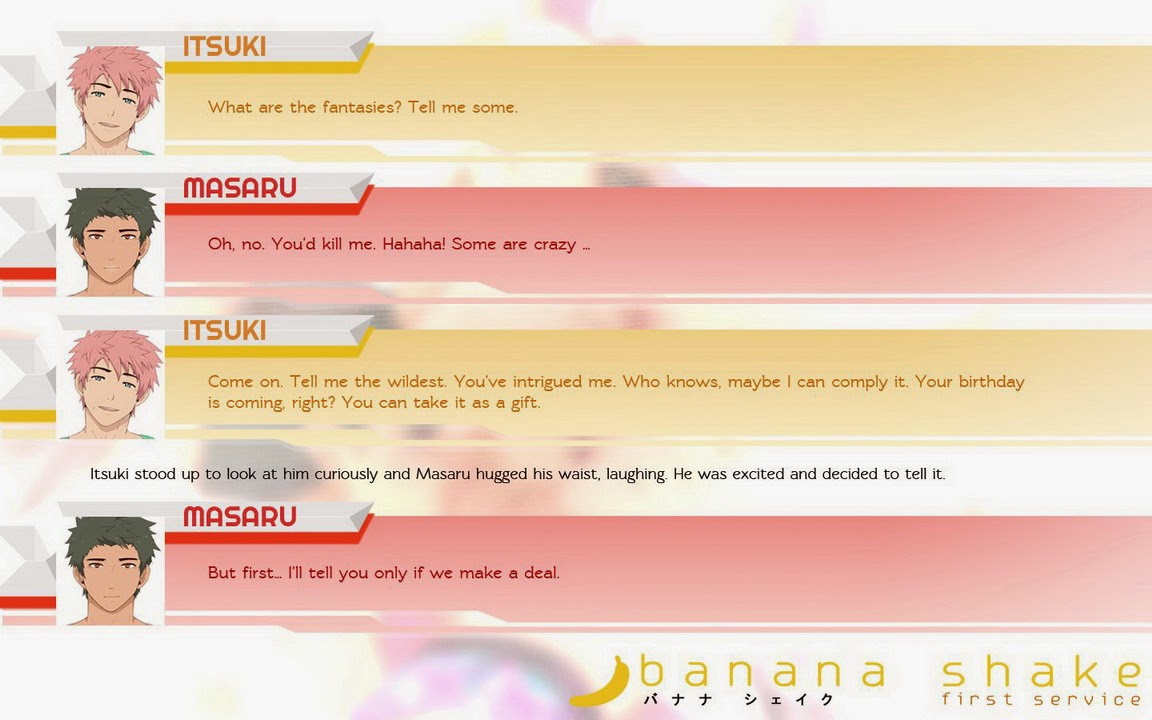 ITSUKI
What are the fantasies? Tell me some.
MASARU
Oh, no. You'd kill me. Hahaha! Some are crazy ...
ITSUKI
Come on. Tell me the wildest. You've intrigued me. Who knows, maybe I can comply it. Your birthday
is coming, right? You can take it as a gift.
Itsuki stood up to look at him curiously and Masaru hugged his waist, laughing. He was excited and decided to tell it.
MASARU
But first... I'll tell you only if we make a deal.
banana shake
バナナ シェイク first service